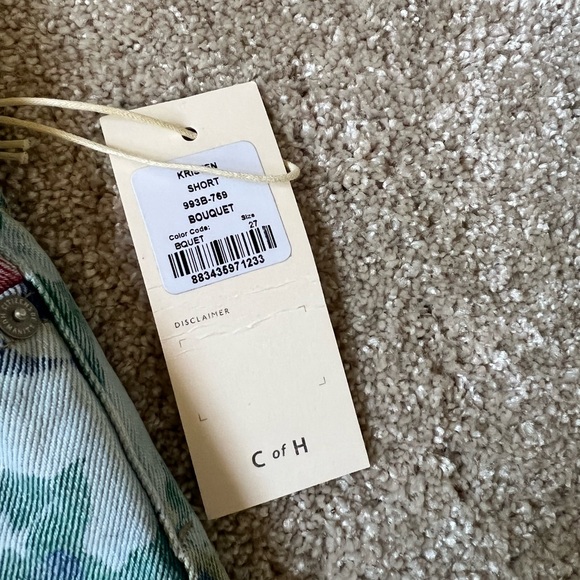 SHORT
993B-769
BOUQUET
Color Code: Size
BQUET 27
883436971233
DISCLAIMER
C of H